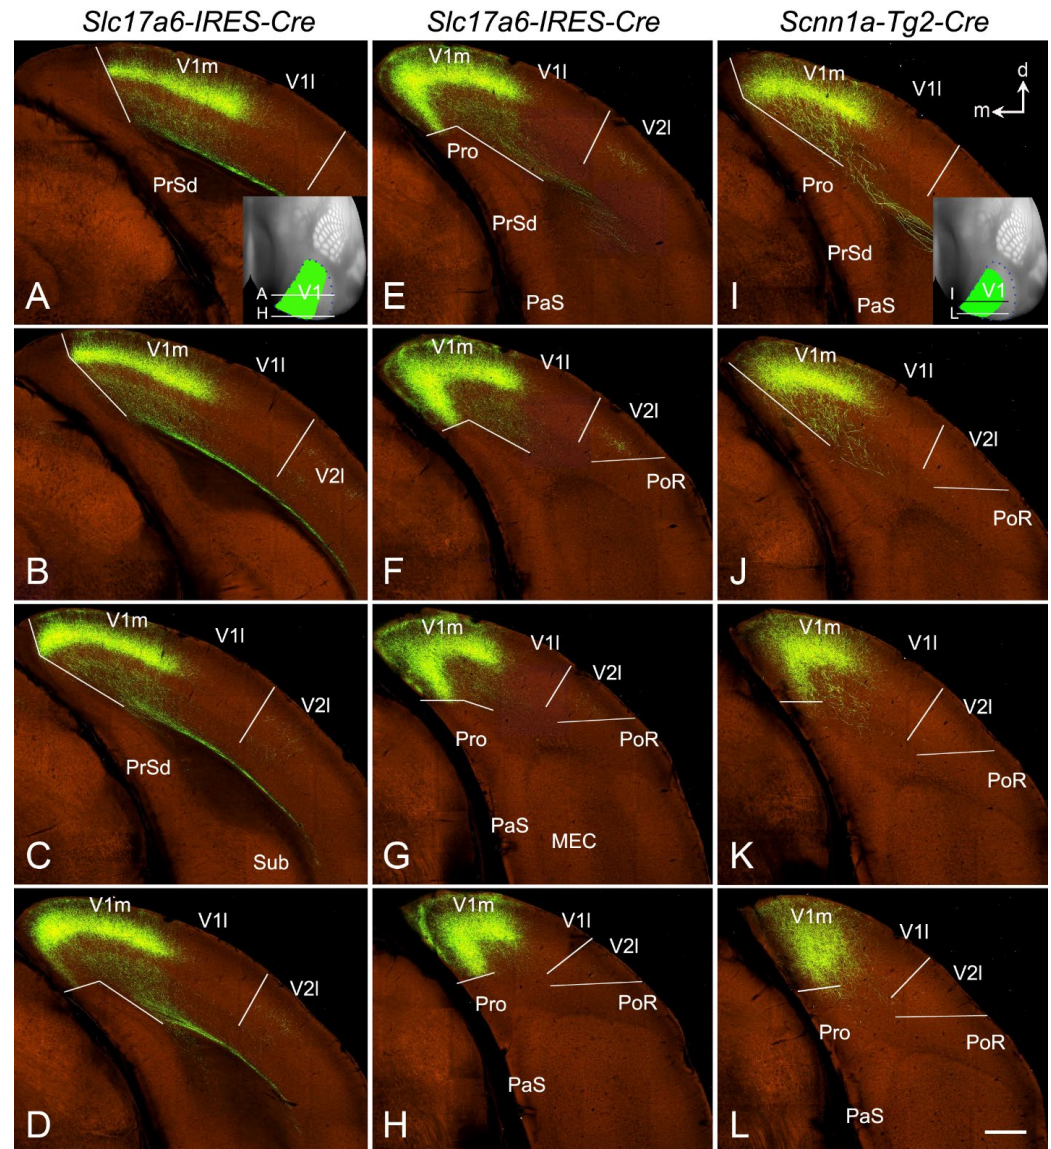 Slc17a6-IRES-Cre
Slc17a6-IRES-Cre
Scnn1a-Tg2-Cre
V1m
V1l
PrSd
A
V1
A
H
V1m
V1l
V2l
Pro
PrSd
PaS
E
V1m
V1l
d
m
Pro
PrSd
PaS
I
V1
I
L
V1m
V1l
V2l
B
V1m
V1l
V2l
PoR
F
V1m
V1l
V2l
PoR
J
V1m
V1l
V2l
PrSd
Sub
C
V1m
V1l
V2l
Pro
PoR
PaS
MEC
G
V1m
V1l
V2l
PoR
K
V1m
V1l
V2l
D
V1m
V1l
V2l
Pro
PoR
PaS
H
V1m
V1l
V2l
Pro
PoR
PaS
L